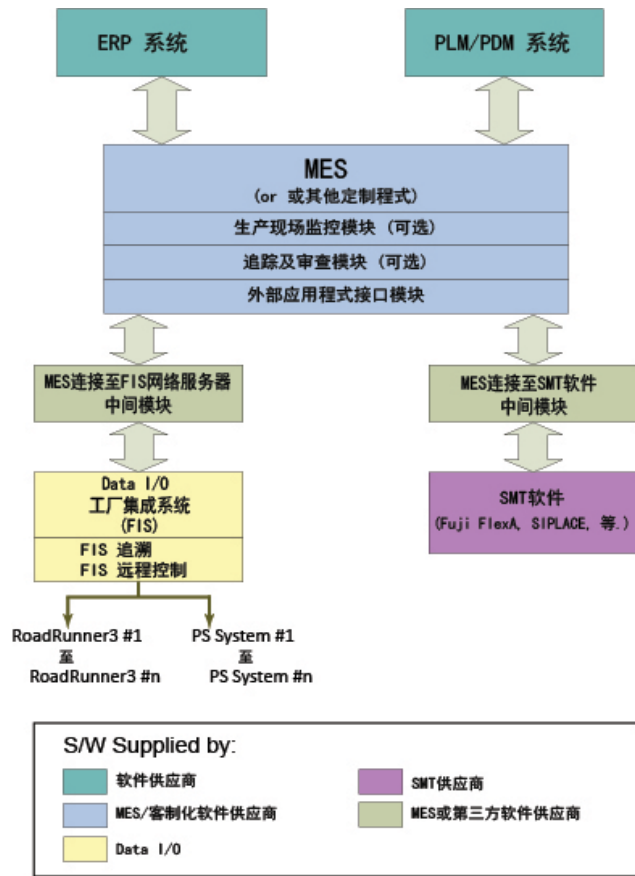 ERP 系统
PLM/PDM 系统
MES
(or 或其他定制程式)
生产现场监控模块 (可选)
追踪及审查模块 (可选)
外部应用程式接口模块
MES连接至FIS网络服务器
中间模块
MES连接至SMT软件
中间模块
Data I/O
工厂集成系统
(FIS)
FIS 追溯
FIS 远程控制
SMT软件
(Fuji FlexA, SIPLACE, 等.)
RoadRunner3 #1
至
RoadRunner3 #n
PS System #1
至
PS System #n
S/W Supplied by:
软件供应商
SMT供应商
MES/客制化软件供应商
MES或第三方软件供应商
Data I/O